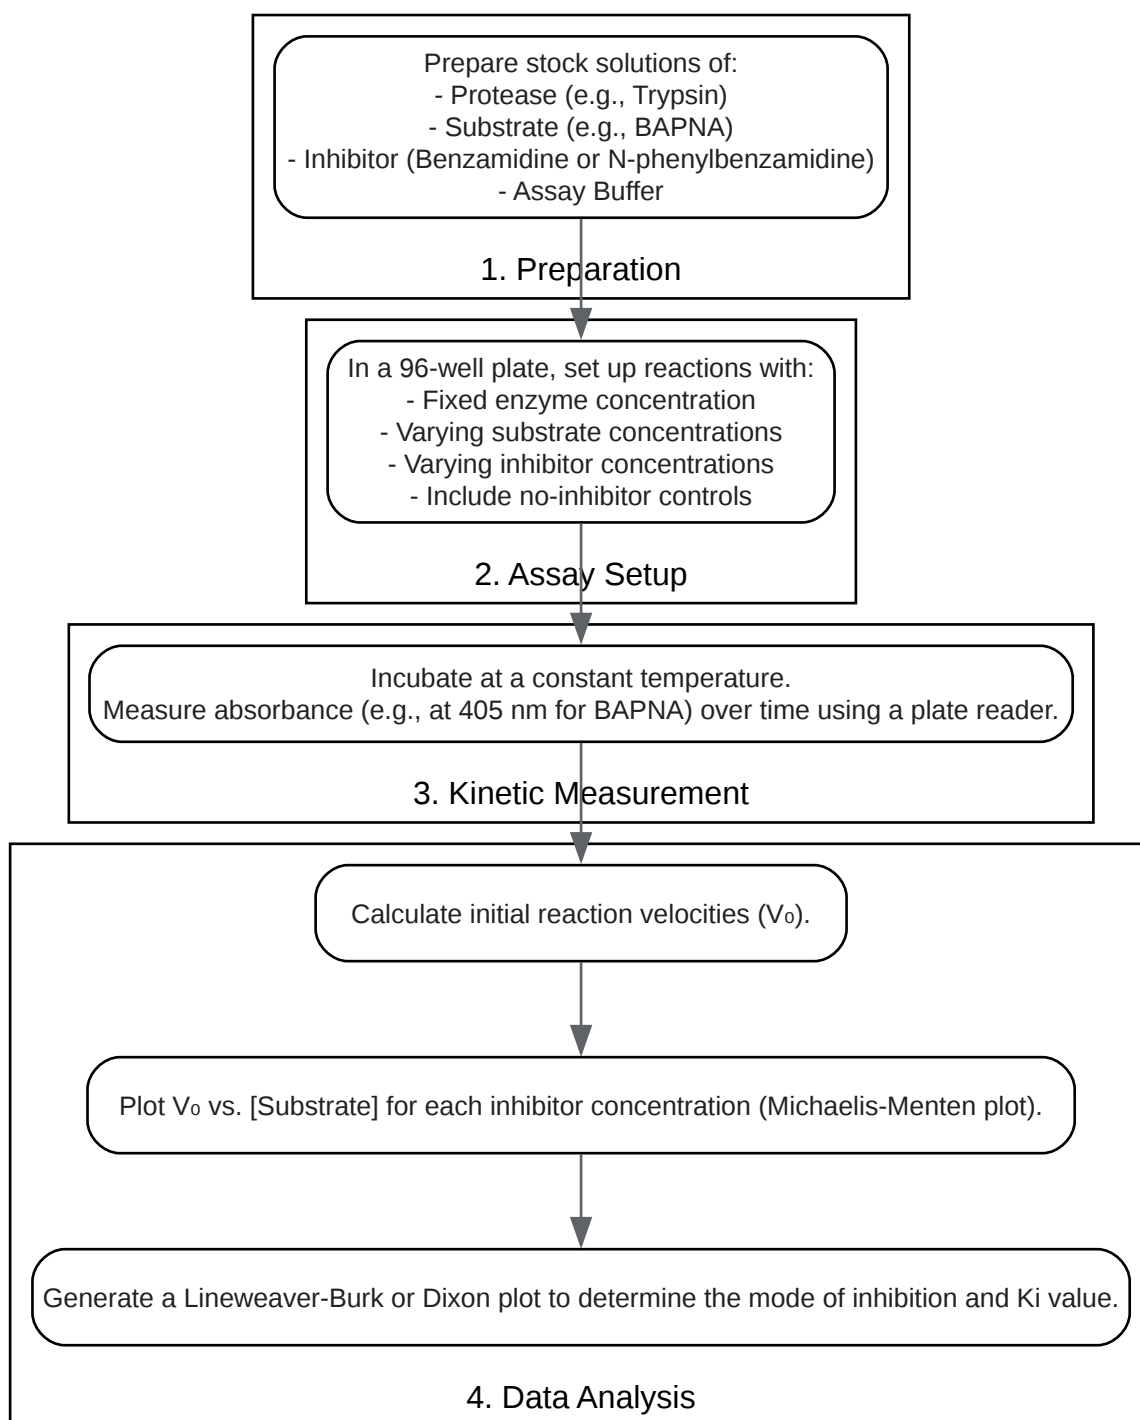 Prepare stock solutions of:
- Protease (e.g., Trypsin)
- Substrate (e.g., BAPNA)
- Inhibitor (Benzamidine or N-phenylbenzamidine)
- Assay Buffer
1. Preparation
In a 96-well plate, set up reactions with:
- Fixed enzyme concentration
- Varying substrate concentrations
- Varying inhibitor concentrations
- Include no-inhibitor controls
2. Assay Setup
Incubate at a constant temperature.
Measure absorbance (e.g., at 405 nm for BAPNA) over time using a plate reader.
3. Kinetic Measurement
Calculate initial reaction velocities (V₀).
Plot V₀ vs. [Substrate] for each inhibitor concentration (Michaelis-Menten plot).
Generate a Lineweaver-Burk or Dixon plot to determine the mode of inhibition and Ki value.
4. Data Analysis